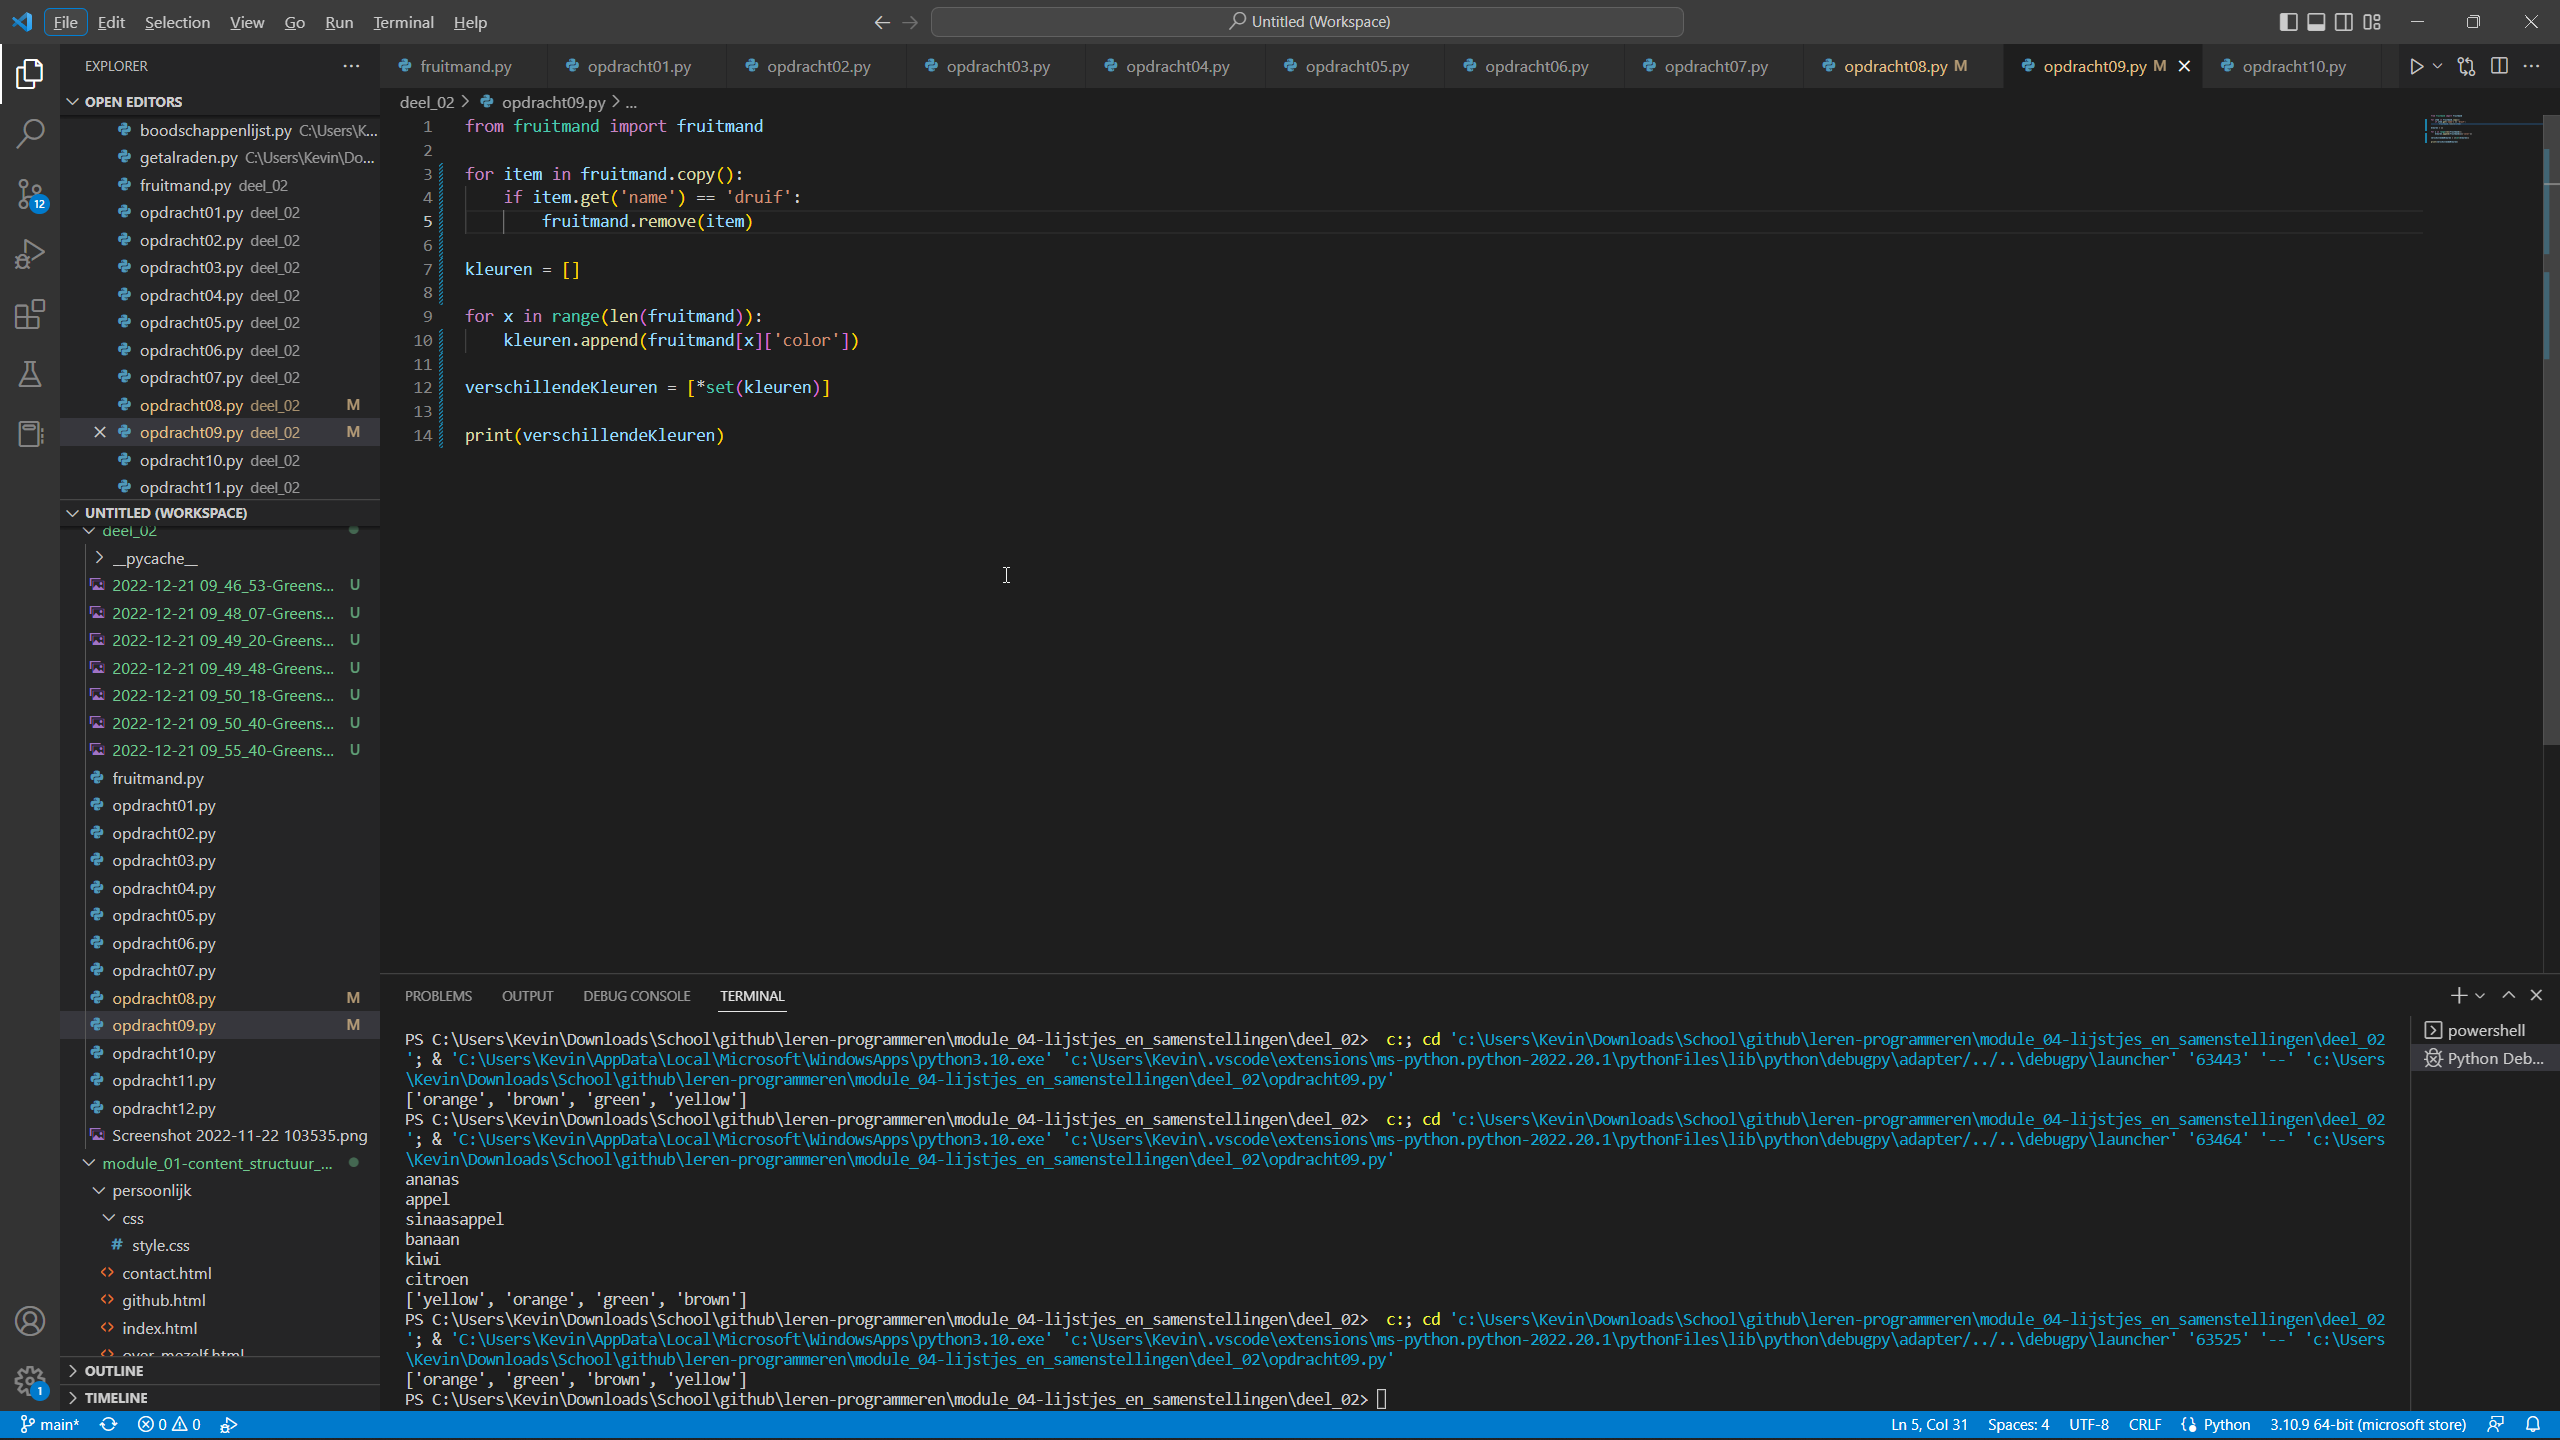 File Edit Selection View Go Run Terminal Help
Untitled (Workspace)
EXPLORER
fruitmand.py opdracht01.py opdracht02.py opdracht03.py opdracht04.py opdracht05.py opdracht06.py opdracht07.py opdracht08.py M opdracht09.py M opdracht10.py
OPEN EDITORS
boodschappenlijst.py C:\Users\K...
getalraden.py C:\Users\Kevin\Do...
fruitmand.py deel_02
opdracht01.py deel_02
opdracht02.py deel_02
opdracht03.py deel_02
opdracht04.py deel_02
opdracht05.py deel_02
opdracht06.py deel_02
opdracht07.py deel_02
opdracht08.py deel_02 M
opdracht09.py deel_02 M
opdracht10.py deel_02
opdracht11.py deel_02
UNTITLED (WORKSPACE)
deel_02
__pycache__
2022-12-21 09_46_53-Greens... U
2022-12-21 09_48_07-Greens... U
2022-12-21 09_49_20-Greens... U
2022-12-21 09_49_48-Greens... U
2022-12-21 09_50_18-Greens... U
2022-12-21 09_50_40-Greens... U
2022-12-21 09_55_40-Greens... U
fruitmand.py
opdracht01.py
opdracht02.py
opdracht03.py
opdracht04.py
opdracht05.py
opdracht06.py
opdracht07.py
opdracht08.py M
opdracht09.py M
opdracht10.py
opdracht11.py
opdracht12.py
Screenshot 2022-11-22 103535.png
module_01-content_structuur_...
persoonlijk
css
# style.css
<> contact.html
<> github.html
<> index.html
OUTLINE
TIMELINE
deel_02 > opdracht09.py > ...
1 from fruitmand import fruitmand
2
3 for item in fruitmand.copy():
4 if item.get('name') == 'druif':
5 fruitmand.remove(item)
6
7 kleuren = []
8
9 for x in range(len(fruitmand)):
10 kleuren.append(fruitmand[x]['color'])
11
12 verschillendeKleuren = [*set(kleuren)]
13
14 print(verschillendeKleuren)
PROBLEMS OUTPUT DEBUG CONSOLE TERMINAL
powershell
Python Deb...
PS C:\Users\Kevin\Downloads\School\github\leren-programmeren\module_04-lijstjes_en_samenstellingen\deel_02> c:; cd 'c:\Users\Kevin\Downloads\School\github\leren-programmeren\module_04-lijstjes_en_samenstellingen\deel_02
'; & 'C:\Users\Kevin\AppData\Local\Microsoft\WindowsApps\python3.10.exe' 'c:\Users\Kevin\.vscode\extensions\ms-python.python-2022.20.1\pythonFiles\lib\python\debugpy\adapter/../..\debugpy\launcher' '63443' '--' 'c:\Users
\Kevin\Downloads\School\github\leren-programmeren\module_04-lijstjes_en_samenstellingen\deel_02\opdracht09.py'
['orange', 'brown', 'green', 'yellow']
PS C:\Users\Kevin\Downloads\School\github\leren-programmeren\module_04-lijstjes_en_samenstellingen\deel_02> c:; cd 'c:\Users\Kevin\Downloads\School\github\leren-programmeren\module_04-lijstjes_en_samenstellingen\deel_02
'; & 'C:\Users\Kevin\AppData\Local\Microsoft\WindowsApps\python3.10.exe' 'c:\Users\Kevin\.vscode\extensions\ms-python.python-2022.20.1\pythonFiles\lib\python\debugpy\adapter/../..\debugpy\launcher' '63464' '--' 'c:\Users
\Kevin\Downloads\School\github\leren-programmeren\module_04-lijstjes_en_samenstellingen\deel_02\opdracht09.py'
ananas
appel
sinaasappel
banaan
kiwi
citroen
['yellow', 'orange', 'green', 'brown']
PS C:\Users\Kevin\Downloads\School\github\leren-programmeren\module_04-lijstjes_en_samenstellingen\deel_02> c:; cd 'c:\Users\Kevin\Downloads\School\github\leren-programmeren\module_04-lijstjes_en_samenstellingen\deel_02
'; & 'C:\Users\Kevin\AppData\Local\Microsoft\WindowsApps\python3.10.exe' 'c:\Users\Kevin\.vscode\extensions\ms-python.python-2022.20.1\pythonFiles\lib\python\debugpy\adapter/../..\debugpy\launcher' '63525' '--' 'c:\Users
\Kevin\Downloads\School\github\leren-programmeren\module_04-lijstjes_en_samenstellingen\deel_02\opdracht09.py'
['orange', 'green', 'brown', 'yellow']
PS C:\Users\Kevin\Downloads\School\github\leren-programmeren\module_04-lijstjes_en_samenstellingen\deel_02>
12
1
main* 0 0 Ln 5, Col 31 Spaces: 4 UTF-8 CRLF Python 3.10.9 64-bit (microsoft store)